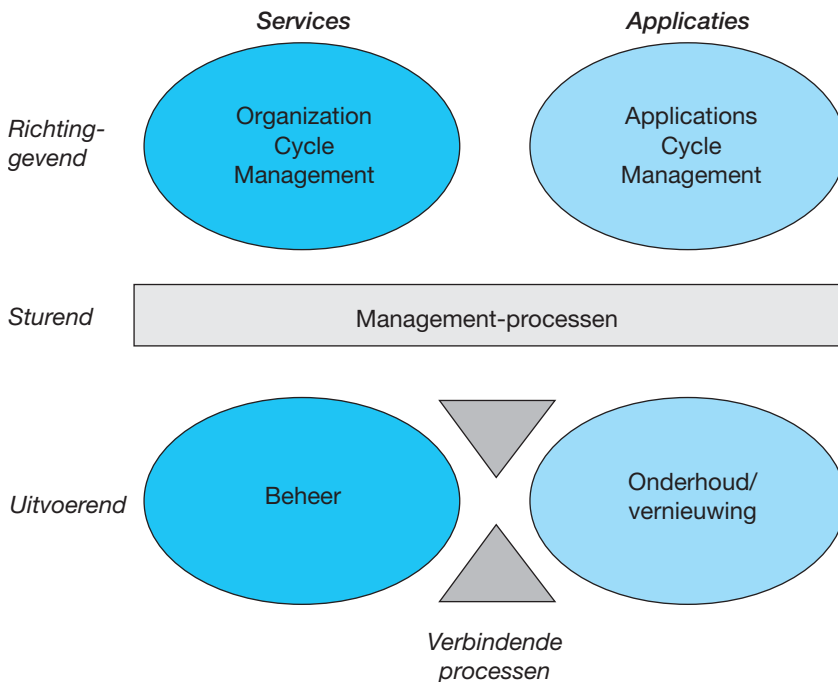 Services
Applicaties
Richting-
gevend
Organization
Cycle
Management
Applications
Cycle
Management
Sturend
Management-processen
Uitvoerend
Beheer
Onderhoud/
vernieuwing
Verbindende
processen